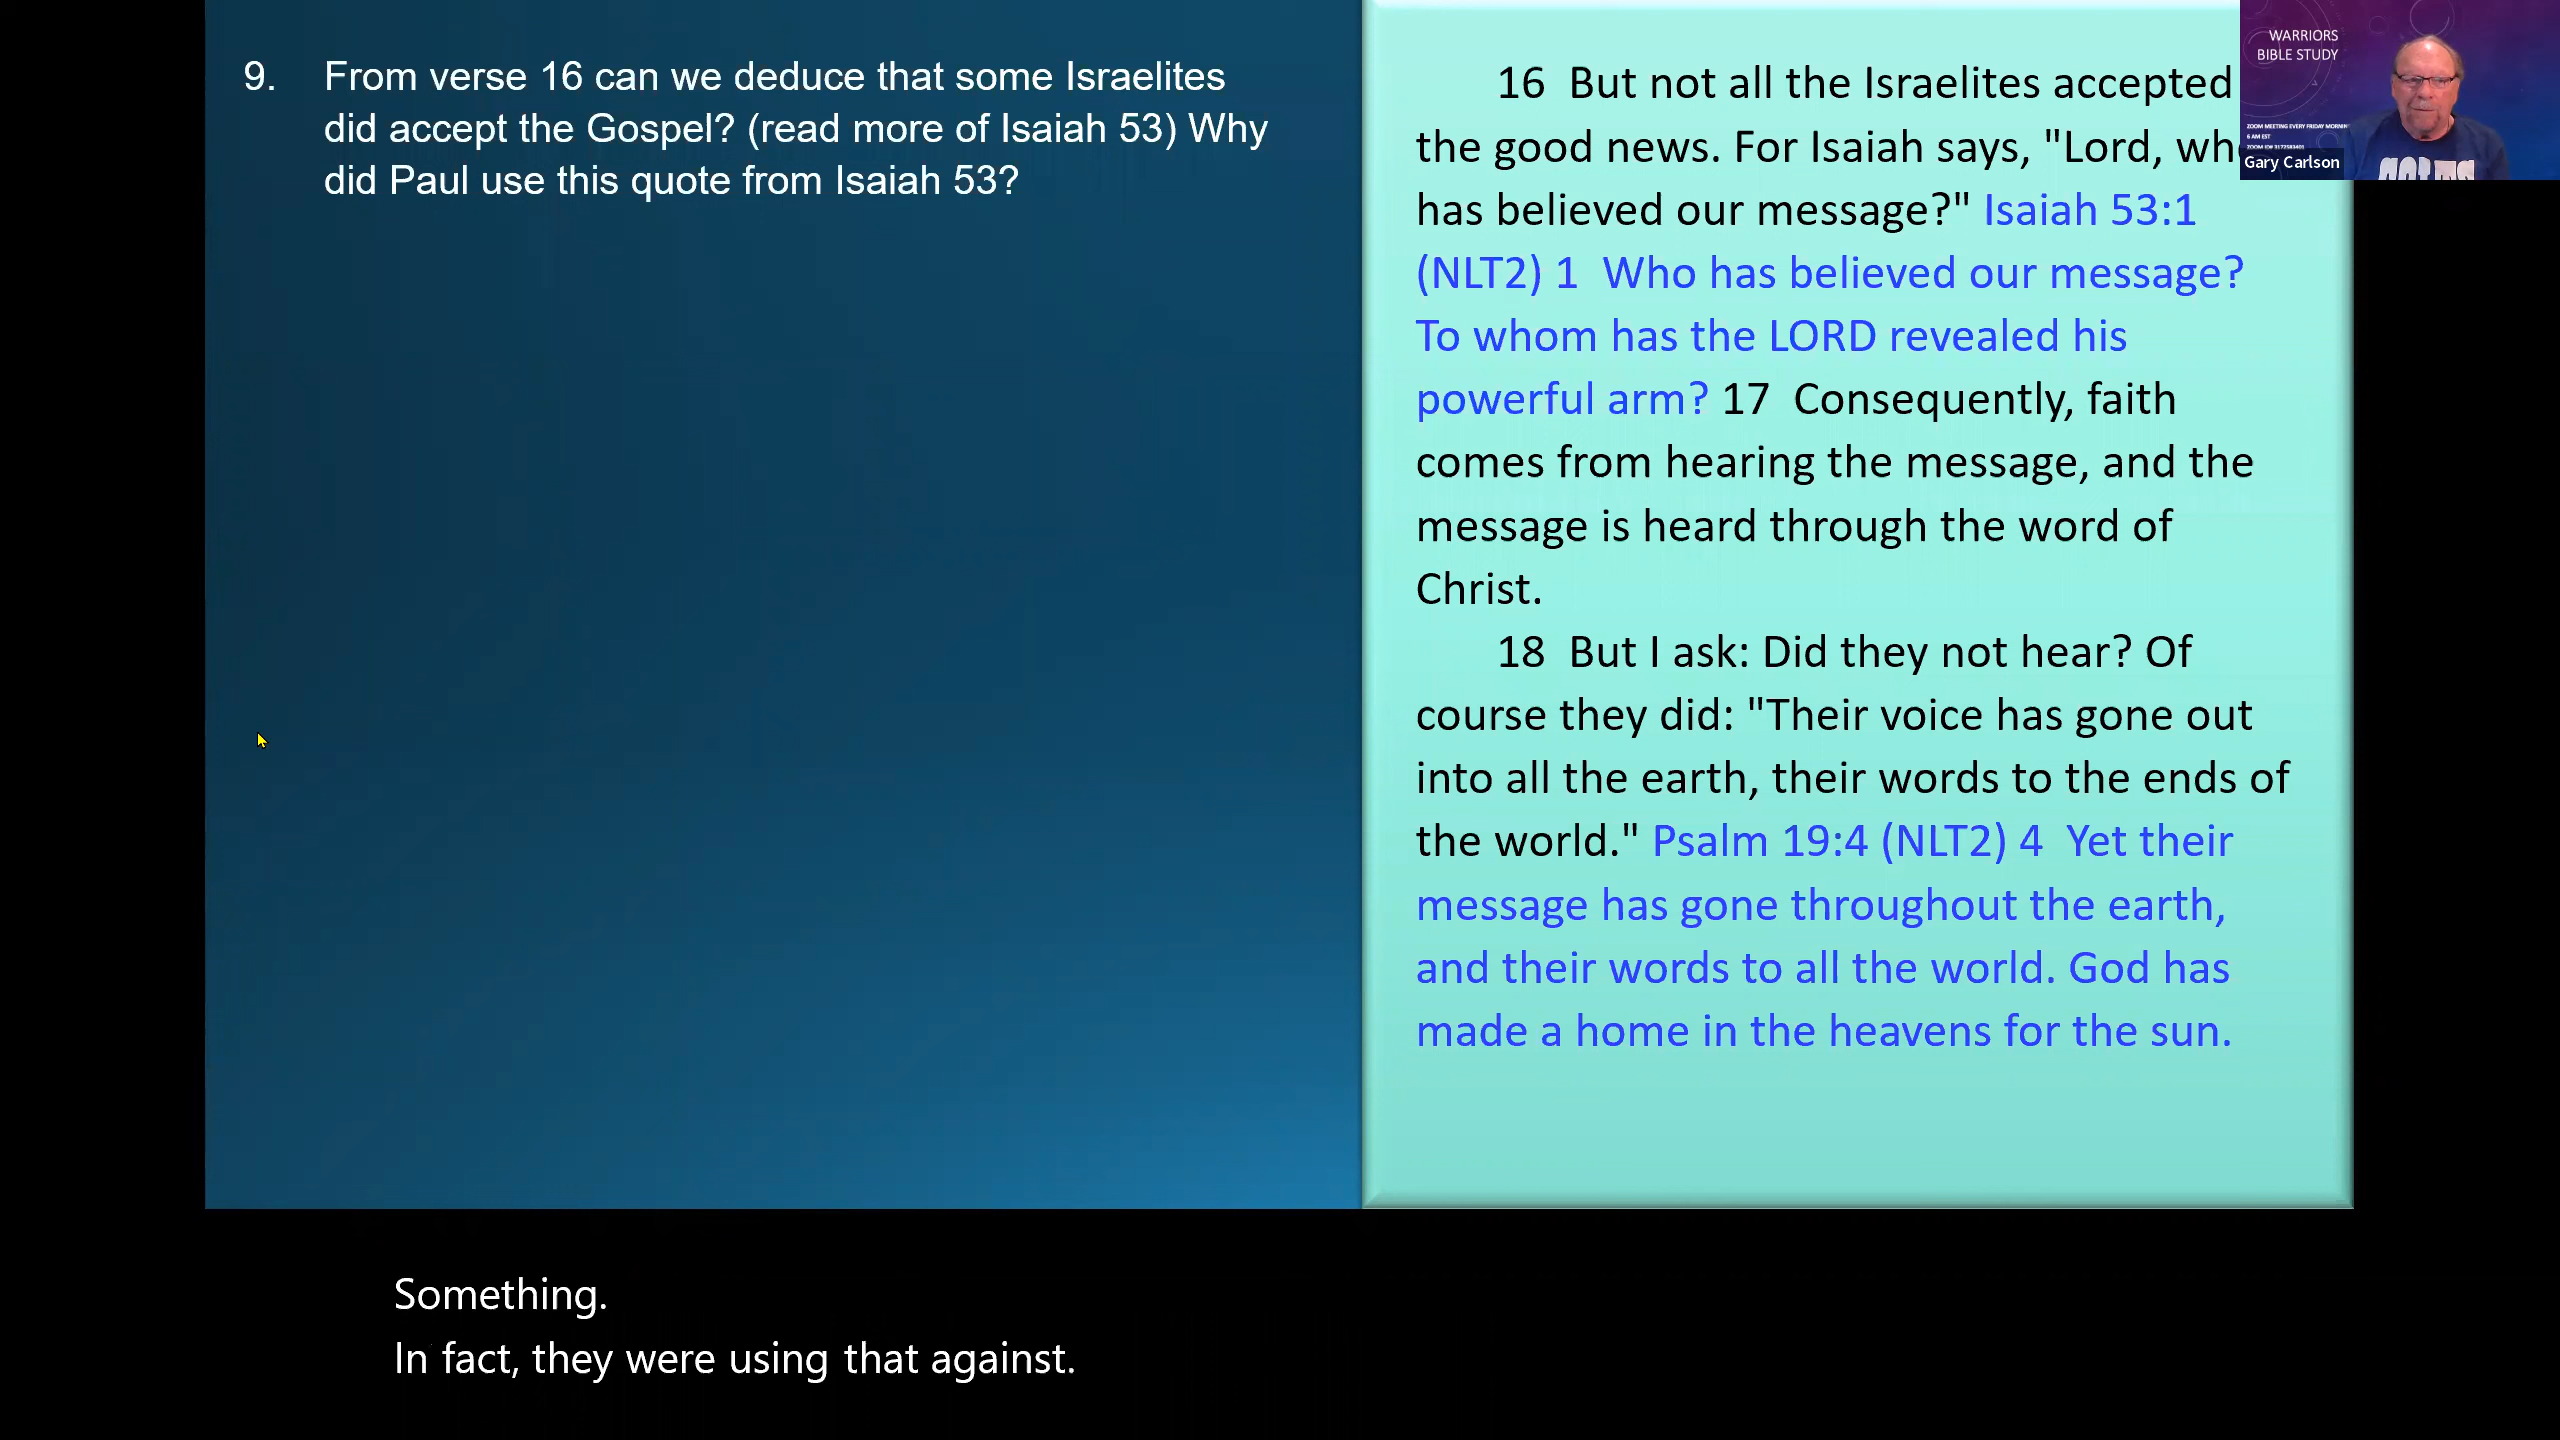 9. From verse 16 can we deduce that some Israelites
did accept the Gospel? (read more of Isaiah 53) Why
did Paul use this quote from Isaiah 53?
16 But not all the Israelites accepted
the good news. For Isaiah says, "Lord, who
has believed our message?" Isaiah 53:1
(NLT2) 1 Who has believed our message?
To whom has the LORD revealed his
powerful arm? 17 Consequently, faith
comes from hearing the message, and the
message is heard through the word of
Christ.
18 But I ask: Did they not hear? Of
course they did: "Their voice has gone out
into all the earth, their words to the ends of
the world." Psalm 19:4 (NLT2) 4 Yet their
message has gone throughout the earth,
and their words to all the world. God has
made a home in the heavens for the sun.
WARRIORS
BIBLE STUDY
ZOOM MEETING EVERY FRIDAY
6 AM EST
Gary Carlson
Something.
In fact, they were using that against.